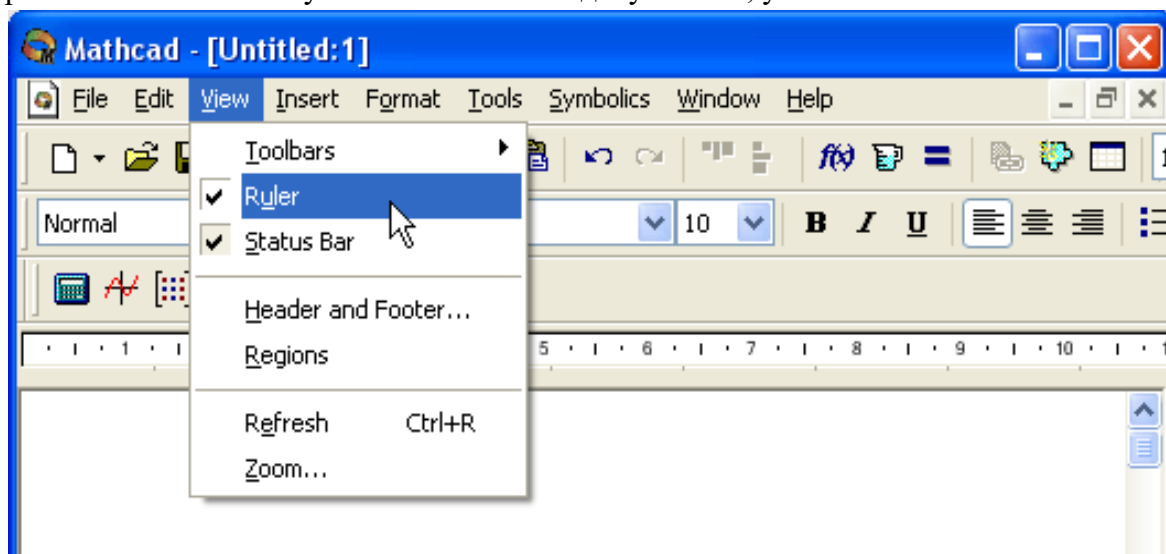 Mathcad - [Untitled:1]
File Edit View Insert Format Tools Symbolics Window Help
Toolbars
f(x)
Ruler
Normal 10 B I U
Status Bar
Header and Footer...
1 5 6 7 8 9 10
Regions
Refresh Ctrl+R
Zoom...